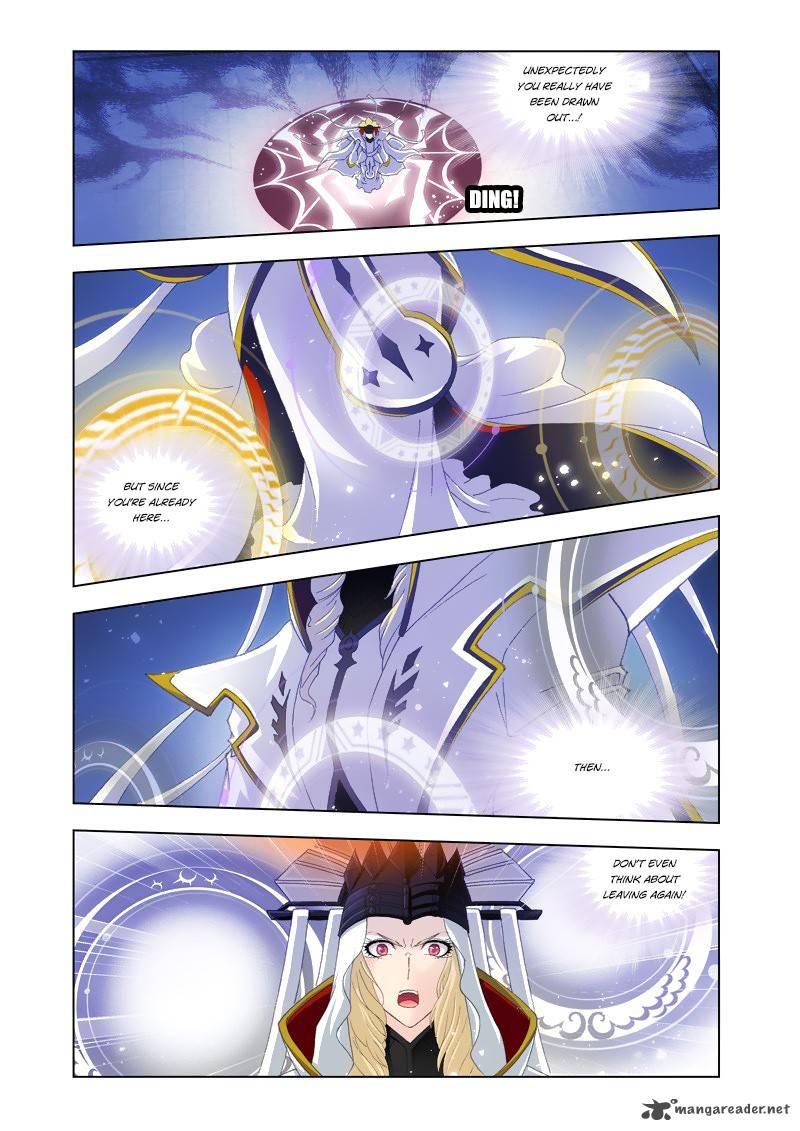 UNEXPECTEDLY
YOU REALLY HAVE
BEEN DRAWN
OUT...!
DING!
BUT SINCE
YOU'RE ALREADY
HERE...
THEN...
DON'T EVEN
THINK ABOUT
LEAVING AGAIN!
mangareader.net